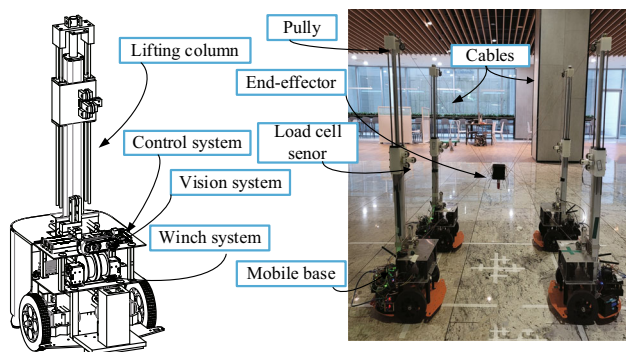 Pully
Lifting column
Cables
End-effector
Load cell
senor
Control system
Vision system
Winch system
Mobile base